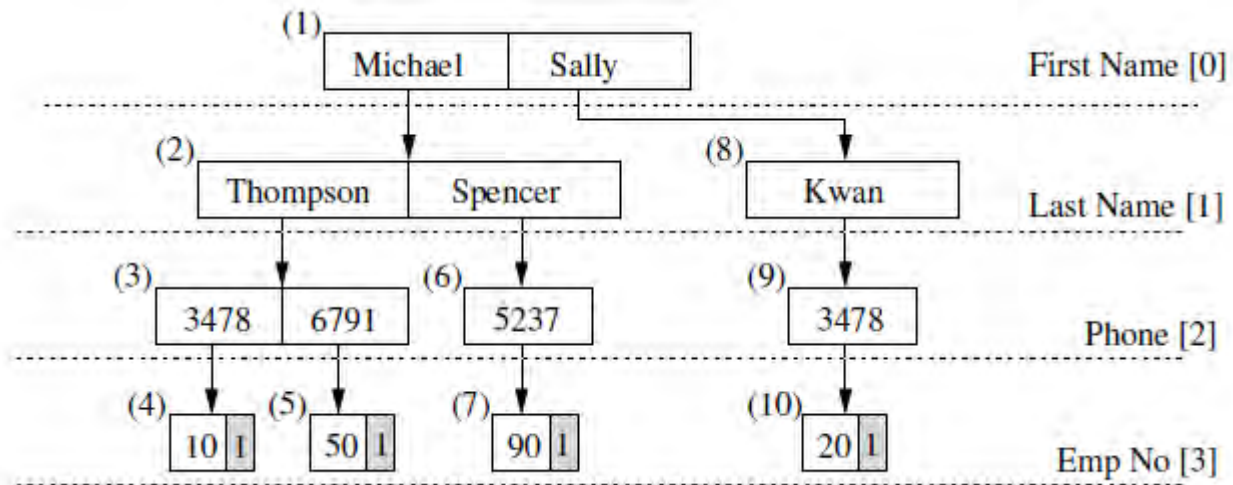 (1) Michael Sally First Name [0]
(2) Thompson Spencer (8) Kwan Last Name [1]
(3) 3478 6791 (6) 5237 (9) 3478 Phone [2]
(4) 10 1 (5) 50 1 (7) 90 1 (10) 20 1 Emp No [3]